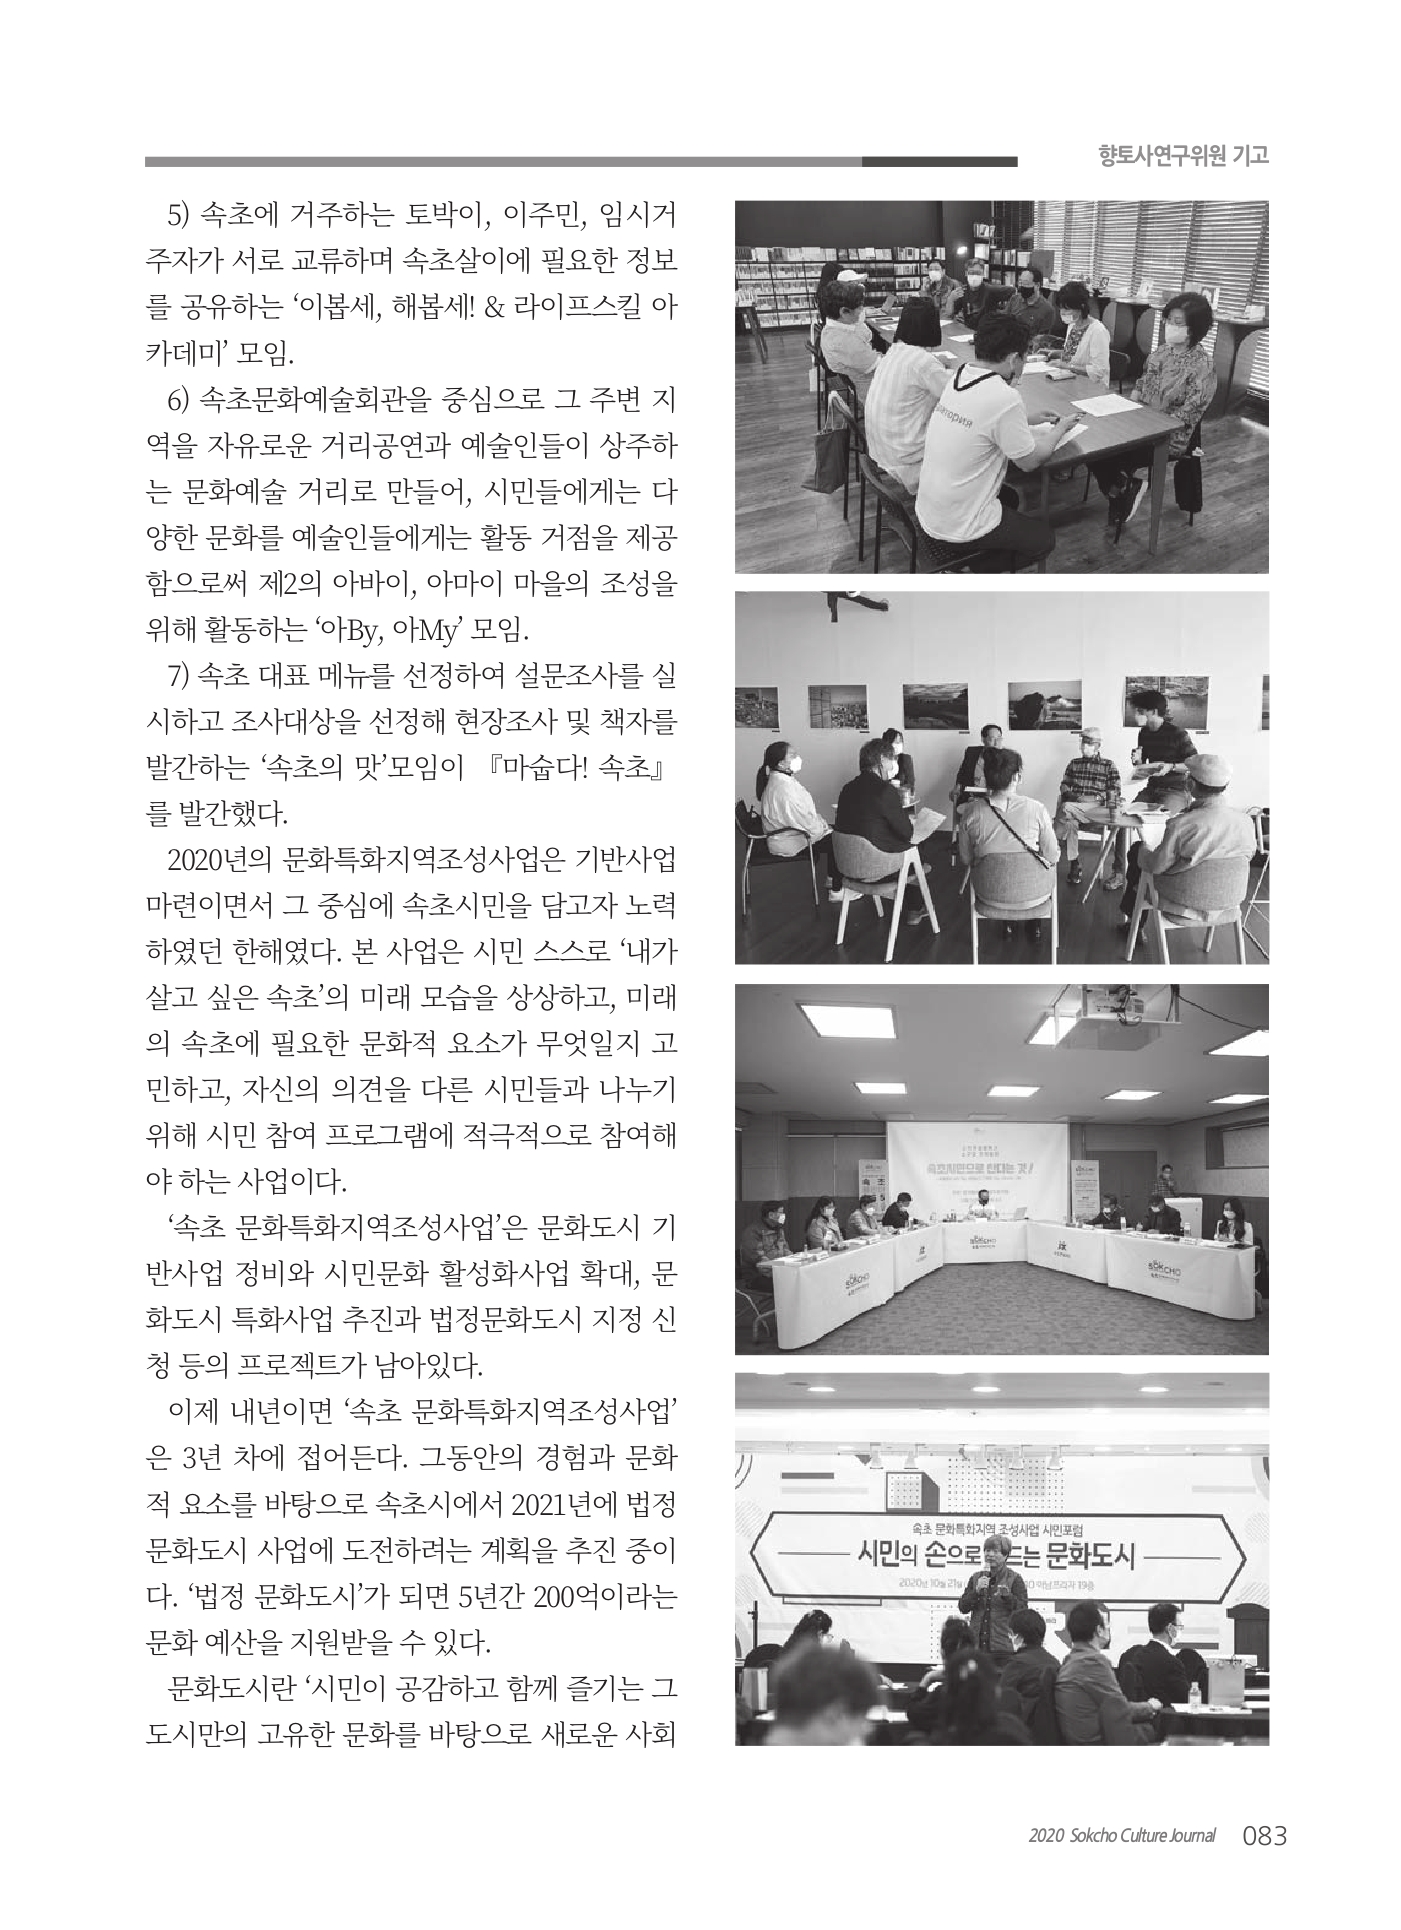 향토사연구위원 기고
5) 속초에 거주하는 토박이, 이주민, 임시거
주자가 서로 교류하며 속초살이에 필요한 정보
를 공유하는 ‘이봅세, 해봅세! & 라이프스킬 아
카데미’ 모임.
6) 속초문화예술회관을 중심으로 그 주변 지
역을 자유로운 거리공연과 예술인들이 상주하
는 문화예술 거리로 만들어, 시민들에게는 다
양한 문화를 예술인들에게는 활동 거점을 제공
함으로써 제2의 아바이, 아마이 마을의 조성을
위해 활동하는 ‘아By, 아My’ 모임.
7) 속초 대표 메뉴를 선정하여 설문조사를 실
시하고 조사대상을 선정해 현장조사 및 책자를
발간하는 ‘속초의 맛’모임이 『마숩다! 속초』
를 발간했다.
2020년의 문화특화지역조성사업은 기반사업
마련이면서 그 중심에 속초시민을 담고자 노력
하였던 한해였다. 본 사업은 시민 스스로 ‘내가
살고 싶은 속초’의 미래 모습을 상상하고, 미래
의 속초에 필요한 문화적 요소가 무엇일지 고
민하고, 자신의 의견을 다른 시민들과 나누기
위해 시민 참여 프로그램에 적극적으로 참여해
야 하는 사업이다.
‘속초 문화특화지역조성사업’은 문화도시 기
반사업 정비와 시민문화 활성화사업 확대, 문
화도시 특화사업 추진과 법정문화도시 지정 신
청 등의 프로젝트가 남아있다.
이제 내년이면 ‘속초 문화특화지역조성사업’
은 3년 차에 접어든다. 그동안의 경험과 문화
적 요소를 바탕으로 속초시에서 2021년에 법정
문화도시 사업에 도전하려는 계획을 추진 중이
다. ‘법정 문화도시’가 되면 5년간 200억이라는
문화 예산을 지원받을 수 있다.
문화도시란 ‘시민이 공감하고 함께 즐기는 그
도시만의 고유한 문화를 바탕으로 새로운 사회
속초시민으로 산다는 것!
SOKCHO
SOKCHO
속초 문화특화지역 조성사업 시민포럼
시민의 손으로 드는 문화도시
2020년 10월 21일
19층
2020 Sokcho Culture Journal 083